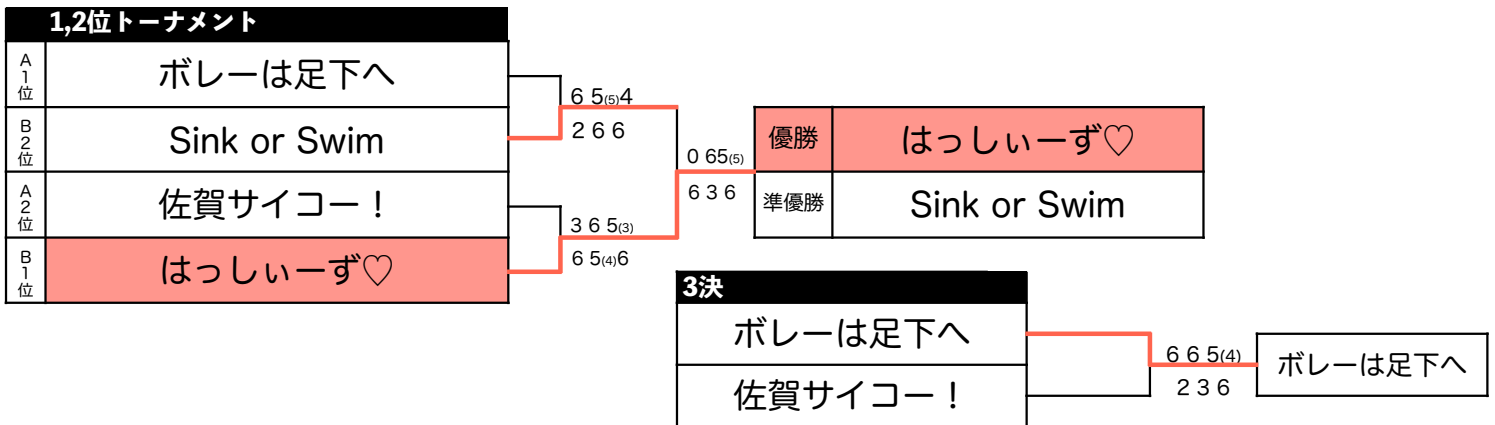 1,2位トーナメント
A1位 ボレーは足下へ
B2位 Sink or Swim
A2位 佐賀サイコー！
B1位 はっしぃーず♡
6 5(5)4
2 6 6
3 6 5(3)
6 5(4)6
0 65(5)
6 3 6
優勝 はっしぃーず♡
準優勝 Sink or Swim
3決
ボレーは足下へ
佐賀サイコー！
6 6 5(4)
2 3 6
ボレーは足下へ